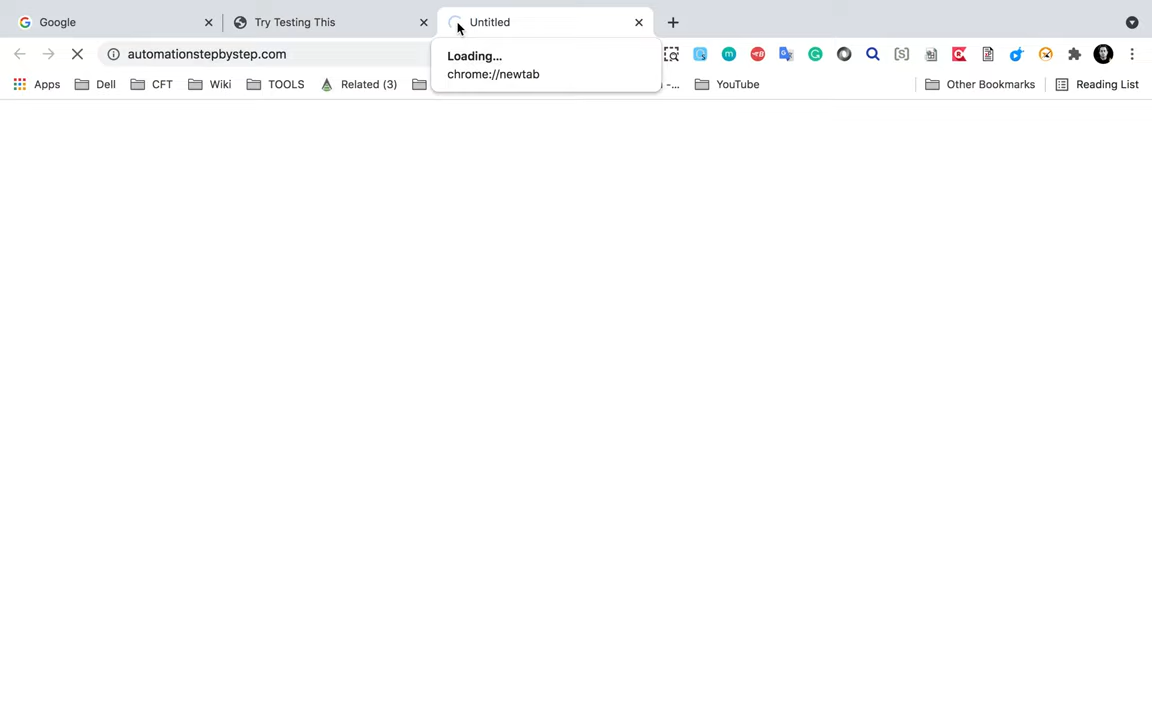 Google
Try Testing This
Untitled
automationstepbystep.com
Loading...
chrome://newtab
Apps
Dell
CFT
Wiki
TOOLS
Related (3)
-...
YouTube
Other Bookmarks
Reading List